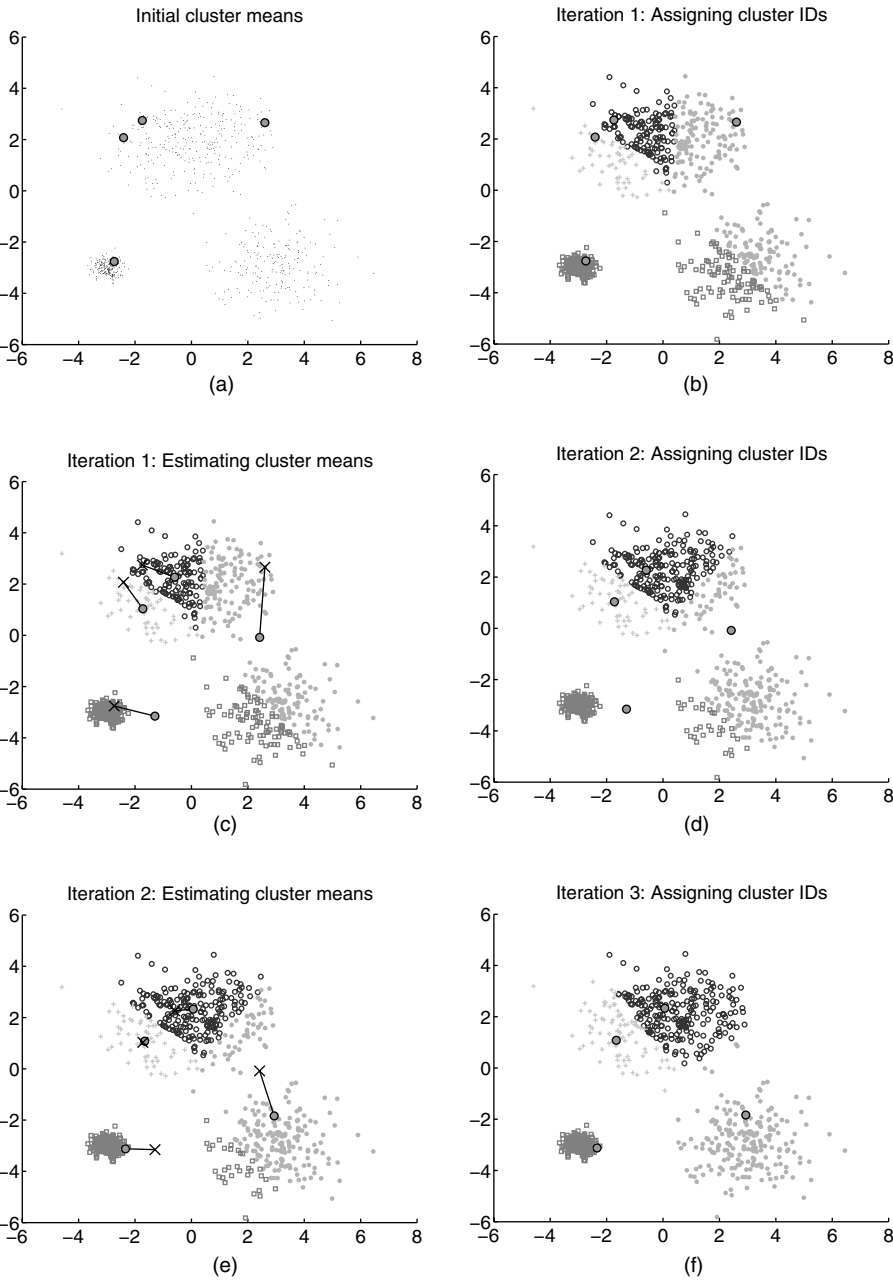 Initial cluster means
6
4
2
0
−2
−4
−6
−6 −4 −2 0 2 4 6 8
(a)
Iteration 1: Assigning cluster IDs
6
4
2
0
−2
−4
−6
−6 −4 −2 0 2 4 6 8
(b)
Iteration 1: Estimating cluster means
6
4
2
0
−2
−4
−6
−6 −4 −2 0 2 4 6 8
(c)
Iteration 2: Assigning cluster IDs
6
4
2
0
−2
−4
−6
−6 −4 −2 0 2 4 6 8
(d)
Iteration 2: Estimating cluster means
6
4
2
0
−2
−4
−6
−6 −4 −2 0 2 4 6 8
(e)
Iteration 3: Assigning cluster IDs
6
4
2
0
−2
−4
−6
−6 −4 −2 0 2 4 6 8
(f)